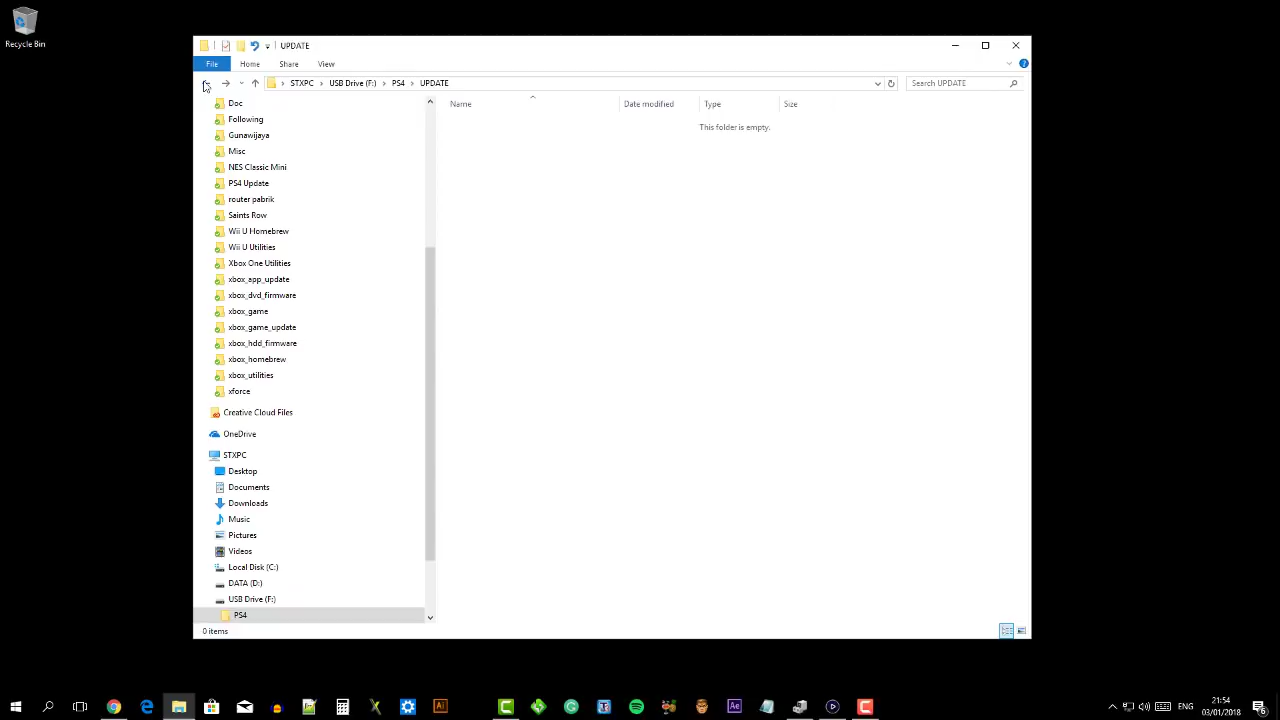 Recycle Bin
UPDATE
File Home Share View
STXPC USB Drive (F:) PS4 UPDATE
Search UPDATE
Name Date modified Type Size
This folder is empty.
Doc
Following
Gunawijaya
Misc
NES Classic Mini
PS4 Update
router pabrik
Saints Row
Wii U Homebrew
Wii U Utilities
Xbox One Utilities
xbox_app_update
xbox_dvd_firmware
xbox_game
xbox_game_update
xbox_hdd_firmware
xbox_homebrew
xbox_utilities
xforce
Creative Cloud Files
OneDrive
STXPC
Desktop
Documents
Downloads
Music
Pictures
Videos
Local Disk (C:)
DATA (D:)
USB Drive (F:)
PS4
0 items
Ai
Ae
ENG
21:54
03/01/2018